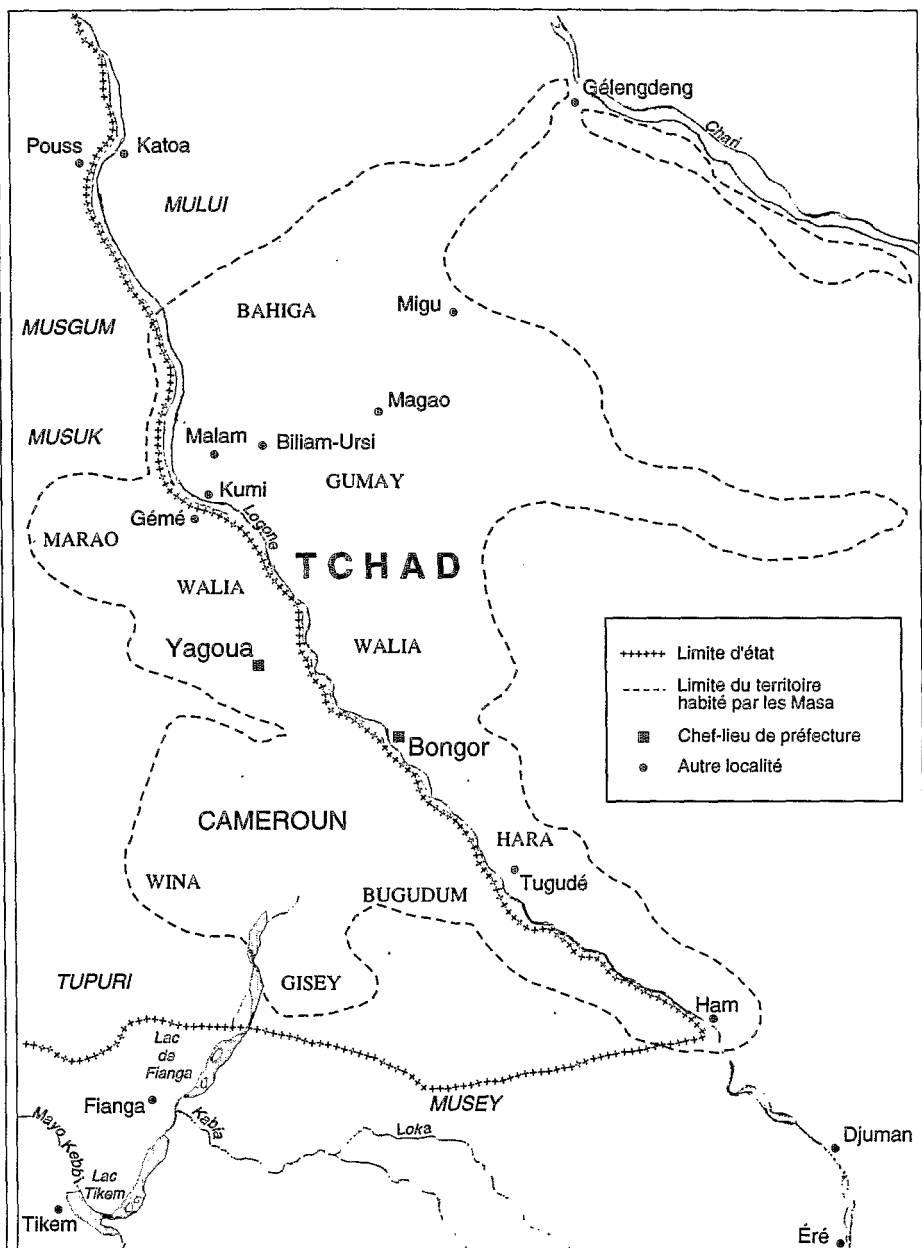 Gélengdeng
Chari
Pouss
Katoa
MULUI
BAHIGA
Migu
MUSGUM
Magao
MUSUK
Malam
Biliam-Ursi
GUMAY
Kumi
Gémé
Logone
MARAO
TCHAD
WALIA
WALIA
Yagoua
Limite d'état
Limite du territoire
habité par les Masa
Chef-lieu de préfecture
Autre localité
Bongor
CAMEROUN
HARA
Tugudé
WINA
BUGUDUM
TUPURI
GISEY
Ham
Lac
de
Fianga
Fianga
MUSEY
Kabia
Loka
Mayo Kebbi
Djuman
Lac
Tikem
Tikem
Éré